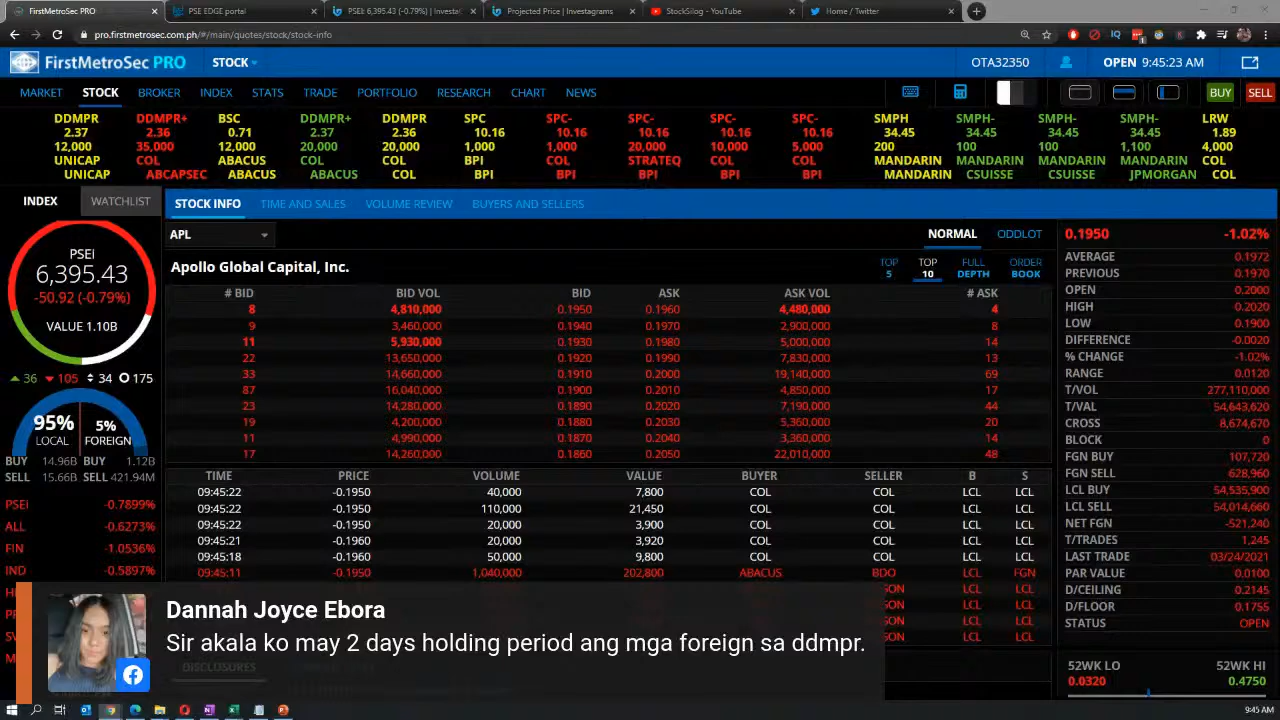 FirstMetroSec PRO
PSE EDGE portal
PSEi: 6,395.43 (-0.79%) | Investa
Projected Price | Investagrams
StockSilog - YouTube
Home / Twitter
pro.firstmetrosec.com.ph/#/main/quotes/stock/stock-info
FirstMetroSec PRO STOCK OTA32350 OPEN 9:45:23 AM
MARKET STOCK BROKER INDEX STATS TRADE PORTFOLIO RESEARCH CHART NEWS BUY SELL
DDMPR DDMPR+ BSC DDMPR+ DDMPR SPC SPC- SPC- SPC- SPC- SMPH SMPH- SMPH- SMPH- LRW
2.37 2.36 0.71 2.37 2.36 10.16 10.16 10.16 10.16 10.16 34.45 34.45 34.45 34.45 1.89
12,000 35,000 12,000 20,000 20,000 1,000 1,000 20,000 10,000 5,000 200 100 100 1,100 4,000
UNICAP COL ABACUS COL COL BPI COL STRATEQ COL COL MANDARIN MANDARIN MANDARIN MANDARIN COL
UNICAP ABCAPSEC ABACUS ABACUS COL BPI BPI BPI BPI BPI MANDARIN CSUISSE CSUISSE JPMORGAN COL
INDEX WATCHLIST
PSEI
6,395.43
-50.92 (-0.79%)
VALUE 1.10B
36 105 34 175
95% LOCAL
5% FOREIGN
BUY 14.96B BUY 1.12B
SELL 15.66B SELL 421.94M
PSEI -0.7899%
ALL -0.6273%
FIN -1.0536%
IND -0.5897%
STOCK INFO TIME AND SALES VOLUME REVIEW BUYERS AND SELLERS
APL NORMAL ODDLOT
Apollo Global Capital, Inc. TOP 5 TOP 10 FULL DEPTH ORDER BOOK
# BID BID VOL BID ASK ASK VOL # ASK
8 4,810,000 0.1950 0.1960 4,480,000 4
9 3,460,000 0.1940 0.1970 2,900,000 8
11 5,930,000 0.1930 0.1980 5,000,000 14
22 13,650,000 0.1920 0.1990 7,830,000 13
33 14,660,000 0.1910 0.2000 19,140,000 69
87 16,040,000 0.1900 0.2010 4,850,000 17
23 14,280,000 0.1890 0.2020 7,190,000 44
19 4,200,000 0.1880 0.2030 5,360,000 20
11 4,990,000 0.1870 0.2040 3,360,000 14
17 14,260,000 0.1860 0.2050 22,010,000 48
TIME PRICE VOLUME VALUE BUYER SELLER B S
09:45:22 -0.1950 40,000 7,800 COL COL LCL LCL
09:45:22 -0.1950 110,000 21,450 COL COL LCL LCL
09:45:22 -0.1950 20,000 3,900 COL COL LCL LCL
09:45:21 -0.1960 20,000 3,920 COL COL LCL LCL
09:45:18 -0.1960 50,000 9,800 COL COL LCL LCL
09:45:11 -0.1950 1,040,000 202,800 ABACUS BDO LCL FGN
LCL LCL
LCL LCL
LCL LCL
LCL LCL
DISCLOSURES
0.1950 -1.02%
AVERAGE 0.1972
PREVIOUS 0.1970
OPEN 0.2000
HIGH 0.2020
LOW 0.1900
DIFFERENCE -0.0020
% CHANGE -1.02%
RANGE 0.0120
T/VOL 277,110,000
T/VAL 54,643,620
CROSS 8,674,670
BLOCK 0
FGN BUY 107,720
FGN SELL 628,960
LCL BUY 54,535,900
LCL SELL 54,014,660
NET FGN -521,240
T/TRADES 1,245
LAST TRADE 03/24/2021
PAR VALUE 0.0100
D/CEILING 0.2145
D/FLOOR 0.1755
STATUS OPEN
52WK LO 52WK HI
0.0320 0.4750
Dannah Joyce Ebora
Sir akala ko may 2 days holding period ang mga foreign sa ddmpr.
9:45 AM